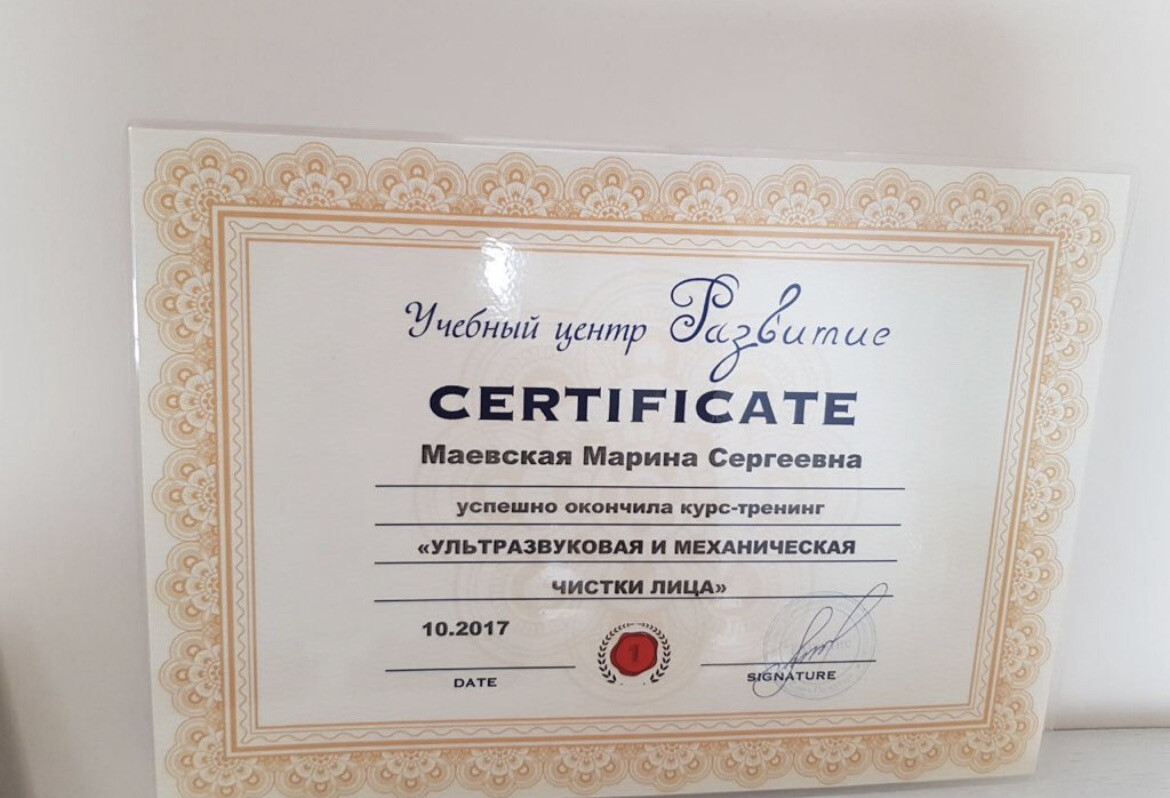 Учебный центр Развитие
CERTIFICATE
Маевская Марина Сергеевна
успешно окончила курс-тренинг
«УЛЬТРАЗВУКОВАЯ И МЕХАНИЧЕСКАЯ
ЧИСТКИ ЛИЦА»
10.2017
DATE
1
SIGNATURE